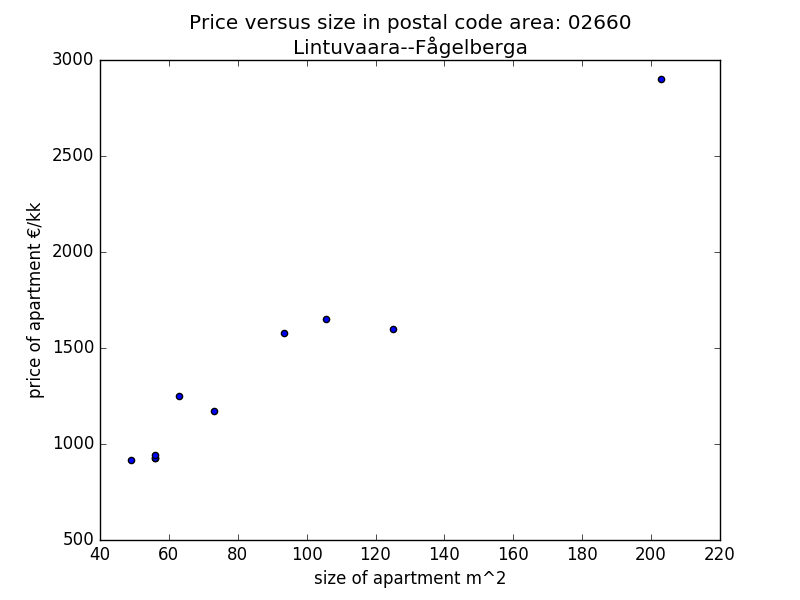 Price versus size in postal code area: 02660
Lintuvaara--Fågelberga
3000
2500
2000
1500
1000
500
price of apartment €/kk
40 60 80 100 120 140 160 180 200 220
size of apartment m^2